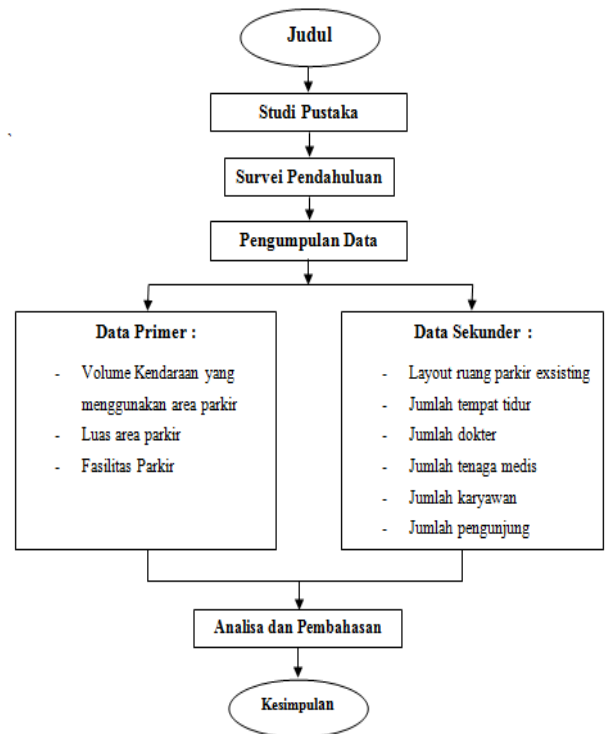 Judul
Studi Pustaka
Survei Pendahuluan
Pengumpulan Data
Data Primer :
- Volume Kendaraan yang
menggunakan area parkir
- Luas area parkir
- Fasilitas Parkir
Data Sekunder :
- Layout ruang parkir exsisting
- Jumlah tempat tidur
- Jumlah dokter
- Jumlah tenaga medis
- Jumlah karyawan
- Jumlah pengunjung
Analisa dan Pembahasan
Kesimpulan